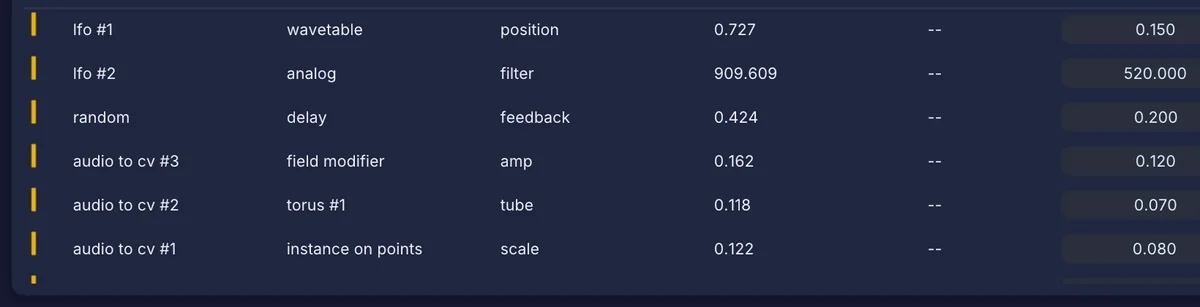 lfo #1 wavetable position 0.727 -- 0.150
lfo #2 analog filter 909.609 -- 520.000
random delay feedback 0.424 -- 0.200
audio to cv #3 field modifier amp 0.162 -- 0.120
audio to cv #2 torus #1 tube 0.118 -- 0.070
audio to cv #1 instance on points scale 0.122 -- 0.080